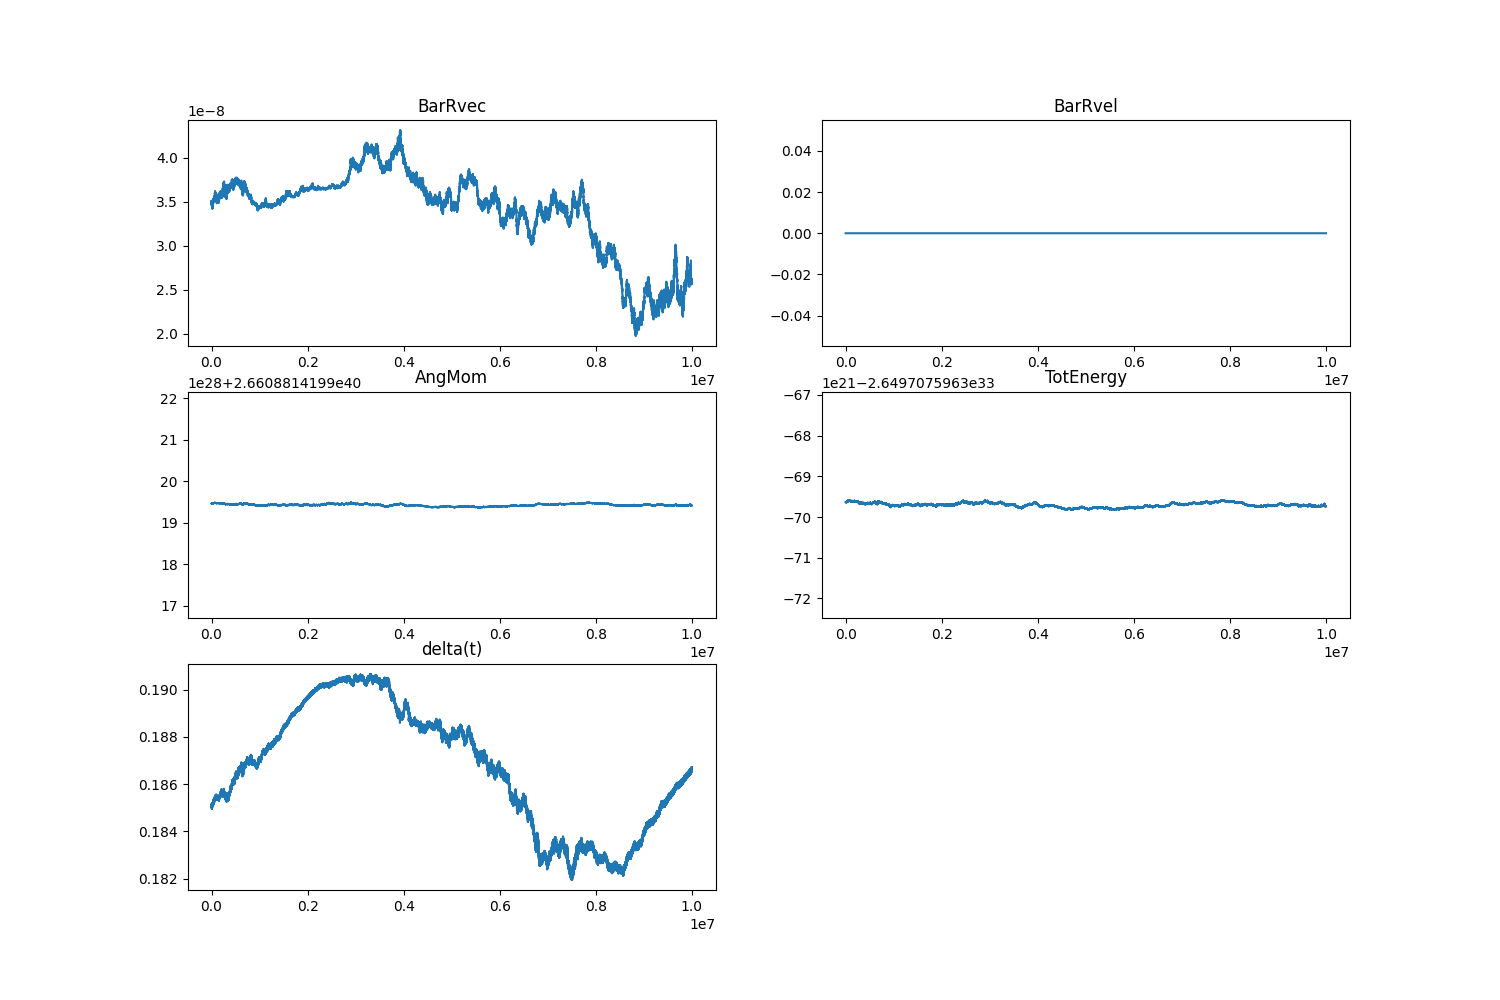 BarRvec
1e−8
4.0
3.5
3.0
2.5
2.0
0.0 0.2 0.4 0.6 0.8 1.0
1e7
BarRvel
0.04
0.02
0.00
−0.02
−0.04
0.0 0.2 0.4 0.6 0.8 1.0
1e7
AngMom
1e28+2.6608814199e40
22
21
20
19
18
17
0.0 0.2 0.4 0.6 0.8 1.0
1e7
TotEnergy
1e21−2.6497075963e33
−67
−68
−69
−70
−71
−72
0.0 0.2 0.4 0.6 0.8 1.0
1e7
delta(t)
0.190
0.188
0.186
0.184
0.182
0.0 0.2 0.4 0.6 0.8 1.0
1e7